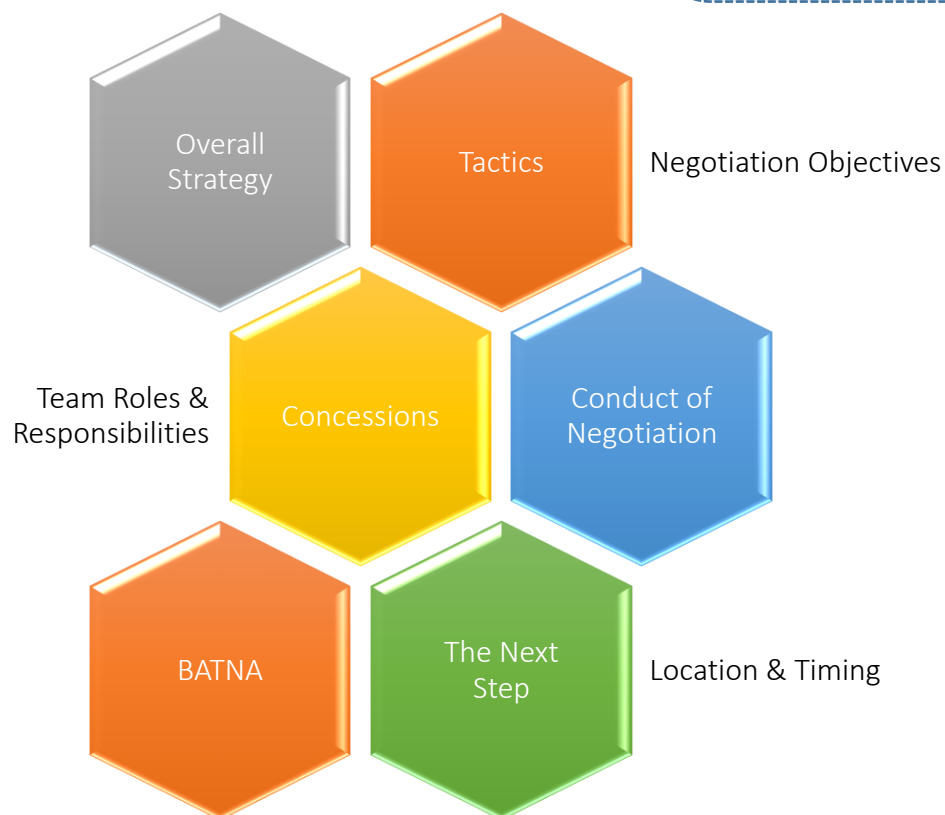 Overall
Strategy
Tactics
Negotiation Objectives
Team Roles &
Responsibilities
Concessions
Conduct of
Negotiation
BATNA
The Next
Step
Location & Timing